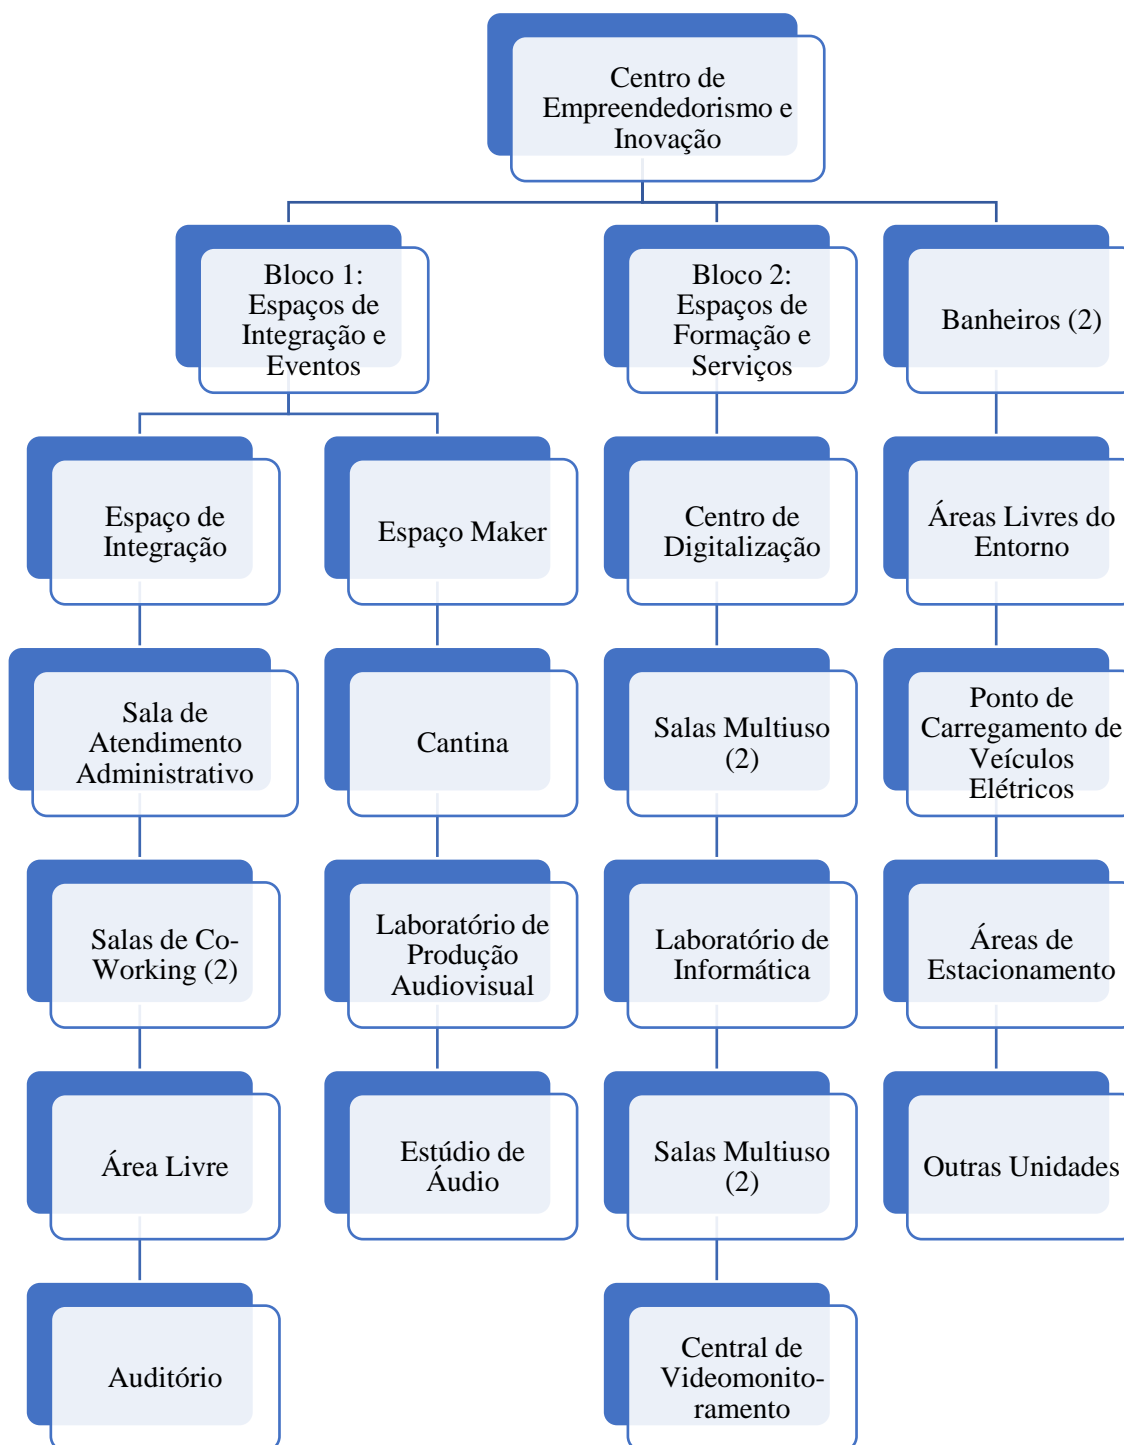 Centro de
Empreendedorismo e
Inovação
Bloco 1:
Espaços de
Integração e
Eventos
Bloco 2:
Espaços de
Formação e
Serviços
Banheiros (2)
Espaço de
Integração
Espaço Maker
Centro de
Digitalização
Áreas Livres do
Entorno
Sala de
Atendimento
Administrativo
Cantina
Salas Multiuso
(2)
Ponto de
Carregamento de
Veículos
Elétricos
Salas de Co-
Working (2)
Laboratório de
Produção
Audiovisual
Laboratório de
Informática
Áreas de
Estacionamento
Área Livre
Estúdio de
Áudio
Salas Multiuso
(2)
Outras Unidades
Auditório
Central de
Videomonito-
ramento